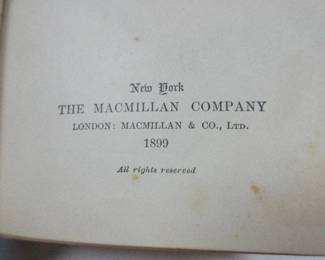 New York
THE MACMILLAN COMPANY
LONDON: MACMILLAN & CO., LTD.
1899
All rights reserved